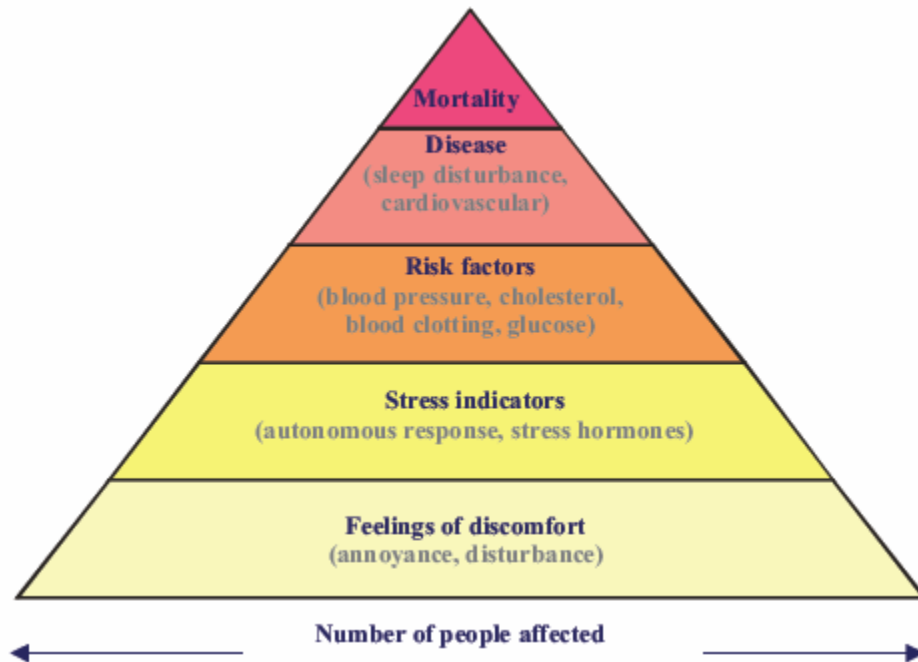 Mortality
Disease
(sleep disturbance,
cardiovascular)
Risk factors
(blood pressure, cholesterol,
blood clotting, glucose)
Stress indicators
(autonomous response, stress hormones)
Feelings of discomfort
(annoyance, disturbance)
Number of people affected